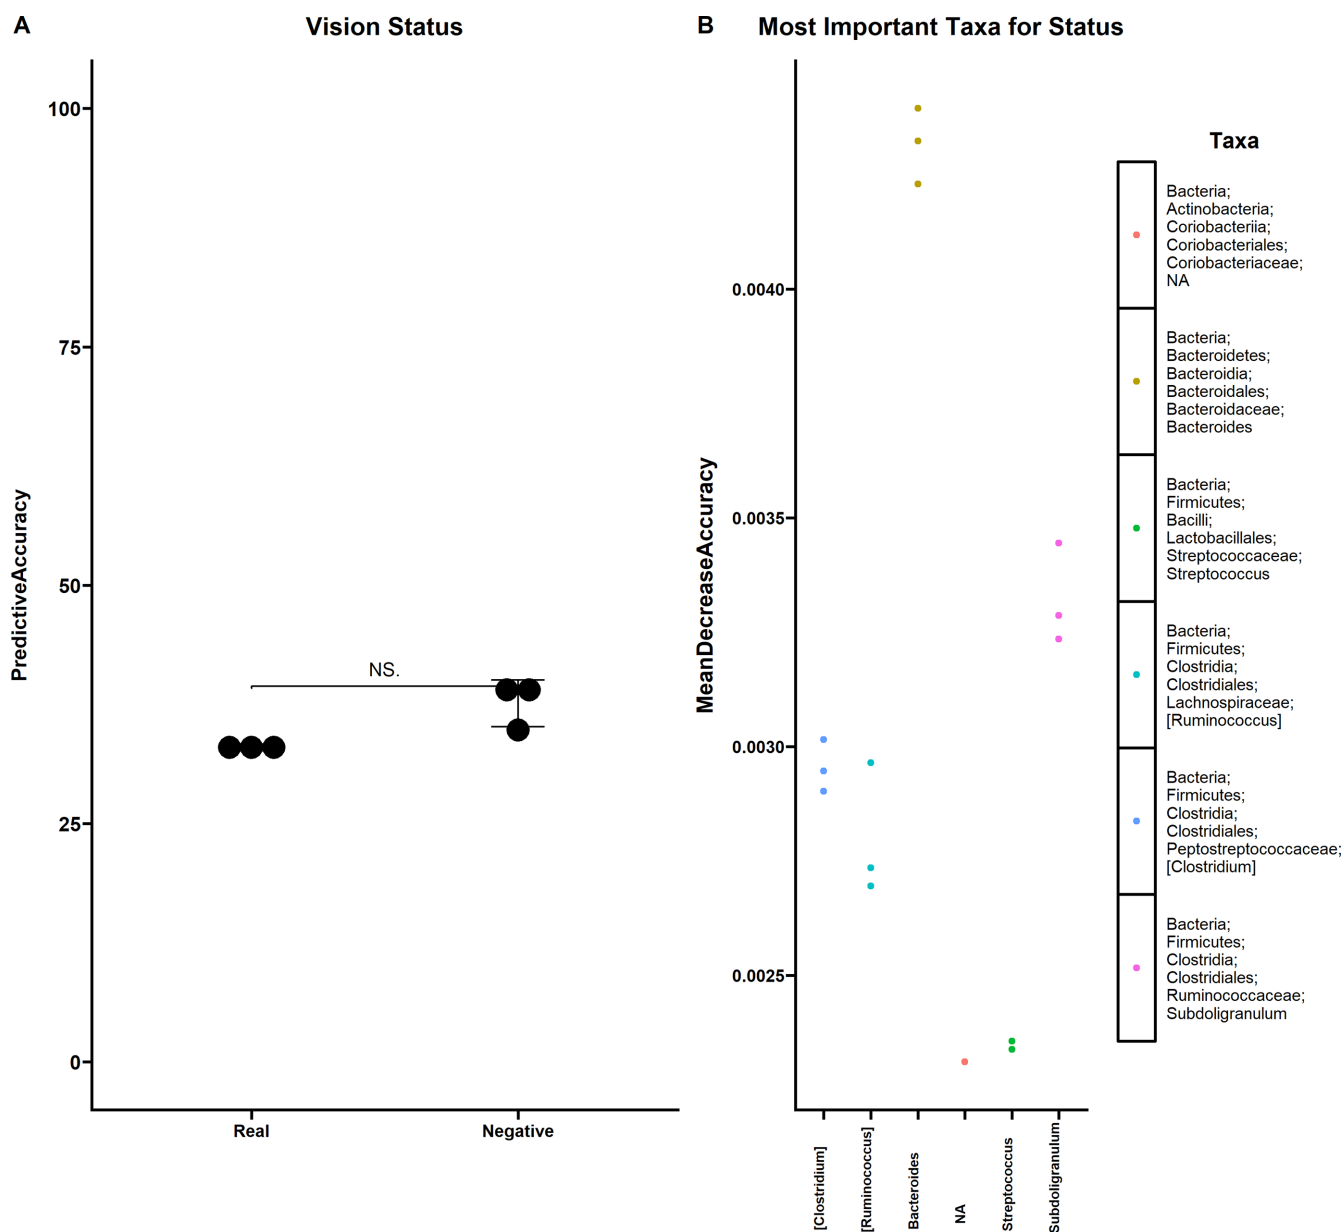 A
Vision Status
PredictiveAccuracy
100
75
50
25
0
NS.
Real
Negative
B
Most Important Taxa for Status
MeanDecreaseAccuracy
0.0040
0.0035
0.0030
0.0025
[Clostridium]
[Ruminococcus]
Bacteroides
NA
Streptococcus
Subdoligranulum
Taxa
Bacteria;
Actinobacteria;
Coriobacteriia;
Coriobacteriales;
Coriobacteriaceae;
NA
Bacteria;
Bacteroidetes;
Bacteroidia;
Bacteroidales;
Bacteroidaceae;
Bacteroides
Bacteria;
Firmicutes;
Bacilli;
Lactobacillales;
Streptococcaceae;
Streptococcus
Bacteria;
Firmicutes;
Clostridia;
Clostridiales;
Lachnospiraceae;
[Ruminococcus]
Bacteria;
Firmicutes;
Clostridia;
Clostridiales;
Peptostreptococcaceae;
[Clostridium]
Bacteria;
Firmicutes;
Clostridia;
Clostridiales;
Ruminococcaceae;
Subdoligranulum